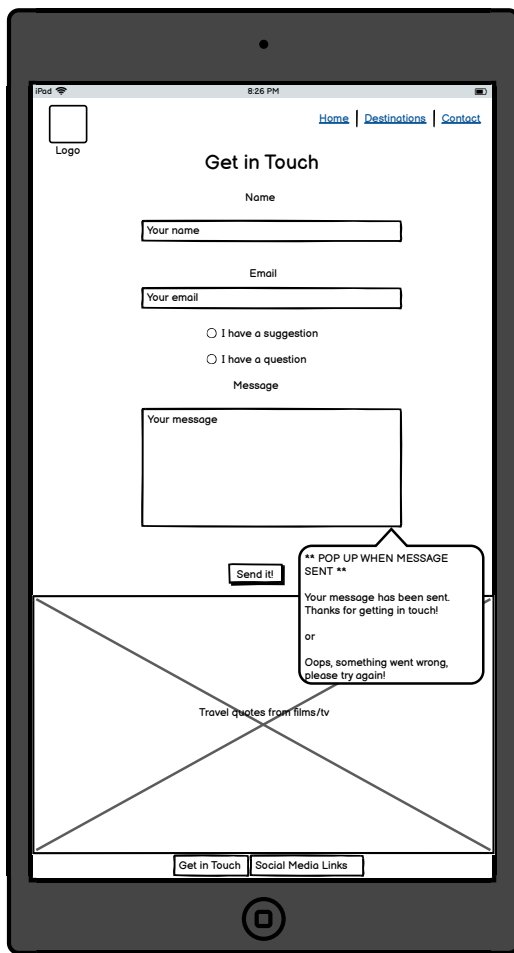 iPad
8:26 PM
Logo
Home
Destinations
Contact
Get in Touch
Name
Your name
Email
Your email
I have a suggestion
I have a question
Message
Your message
Send it!
** POP UP WHEN MESSAGE
SENT **
Your message has been sent.
Thanks for getting in touch!
or
Oops, something went wrong,
please try again!
Travel quotes from films/tv
Get in Touch
Social Media Links